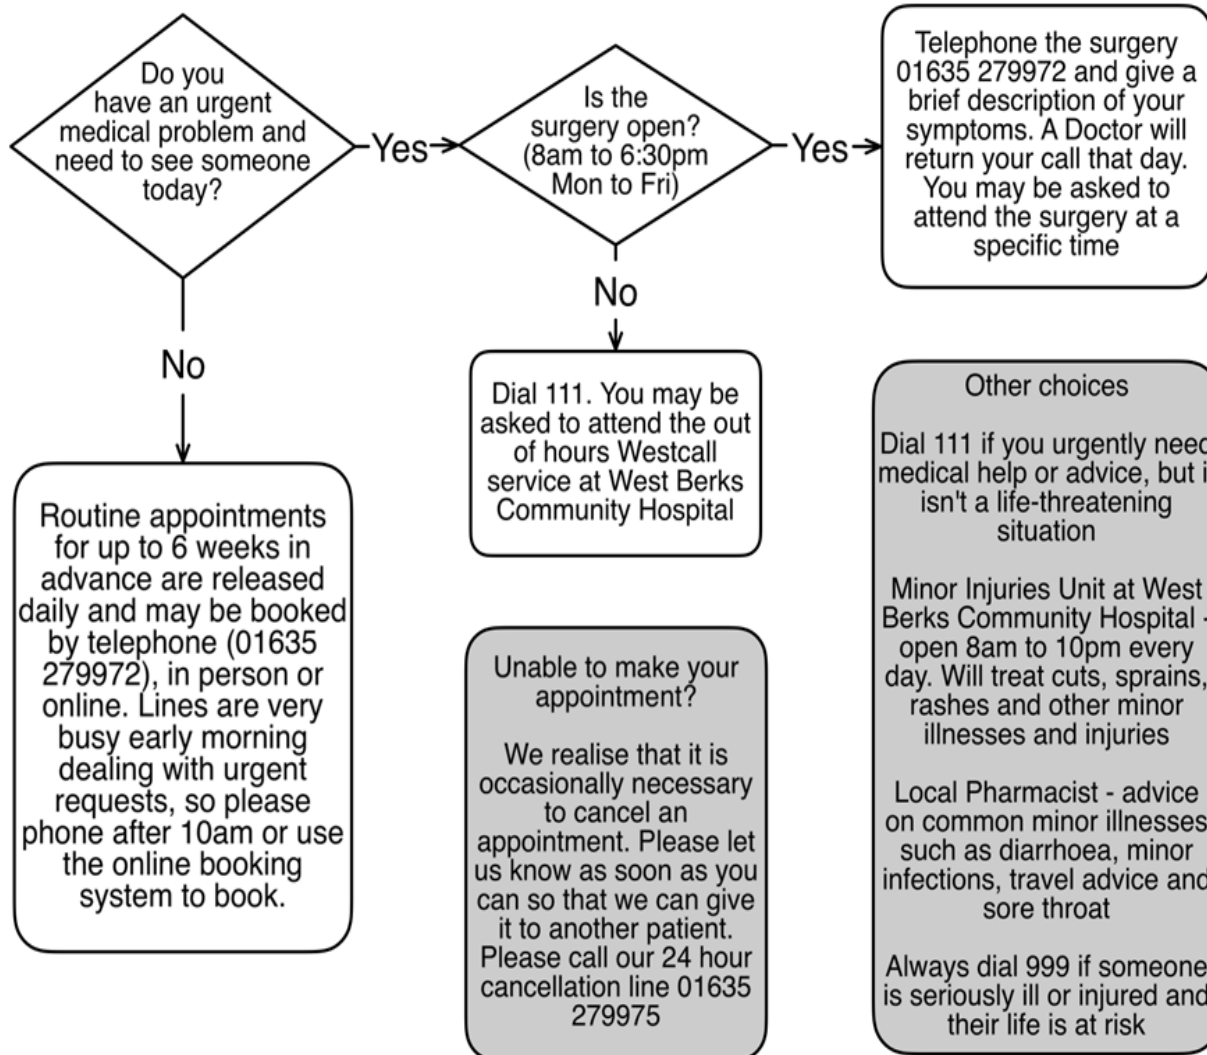 Do you
have an urgent
medical problem and
need to see someone
today?
Yes
Is the
surgery open?
(8am to 6:30pm
Mon to Fri)
Yes
Telephone the surgery
01635 279972 and give a
brief description of your
symptoms. A Doctor will
return your call that day.
You may be asked to
attend the surgery at a
specific time
No
No
Dial 111. You may be
asked to attend the out
of hours Westcall
service at West Berks
Community Hospital
Routine appointments
for up to 6 weeks in
advance are released
daily and may be booked
by telephone (01635
279972), in person or
online. Lines are very
busy early morning
dealing with urgent
requests, so please
phone after 10am or use
the online booking
system to book.
Unable to make your
appointment?
We realise that it is
occasionally necessary
to cancel an
appointment. Please let
us know as soon as you
can so that we can give
it to another patient.
Please call our 24 hour
cancellation line 01635
279975
Other choices
Dial 111 if you urgently need
medical help or advice, but
isn't a life-threatening
situation
Minor Injuries Unit at West
Berks Community Hospital -
open 8am to 10pm every
day. Will treat cuts, sprains,
rashes and other minor
illnesses and injuries
Local Pharmacist - advice
on common minor illnesses
such as diarrhoea, minor
infections, travel advice and
sore throat
Always dial 999 if someone
is seriously ill or injured and
their life is at risk